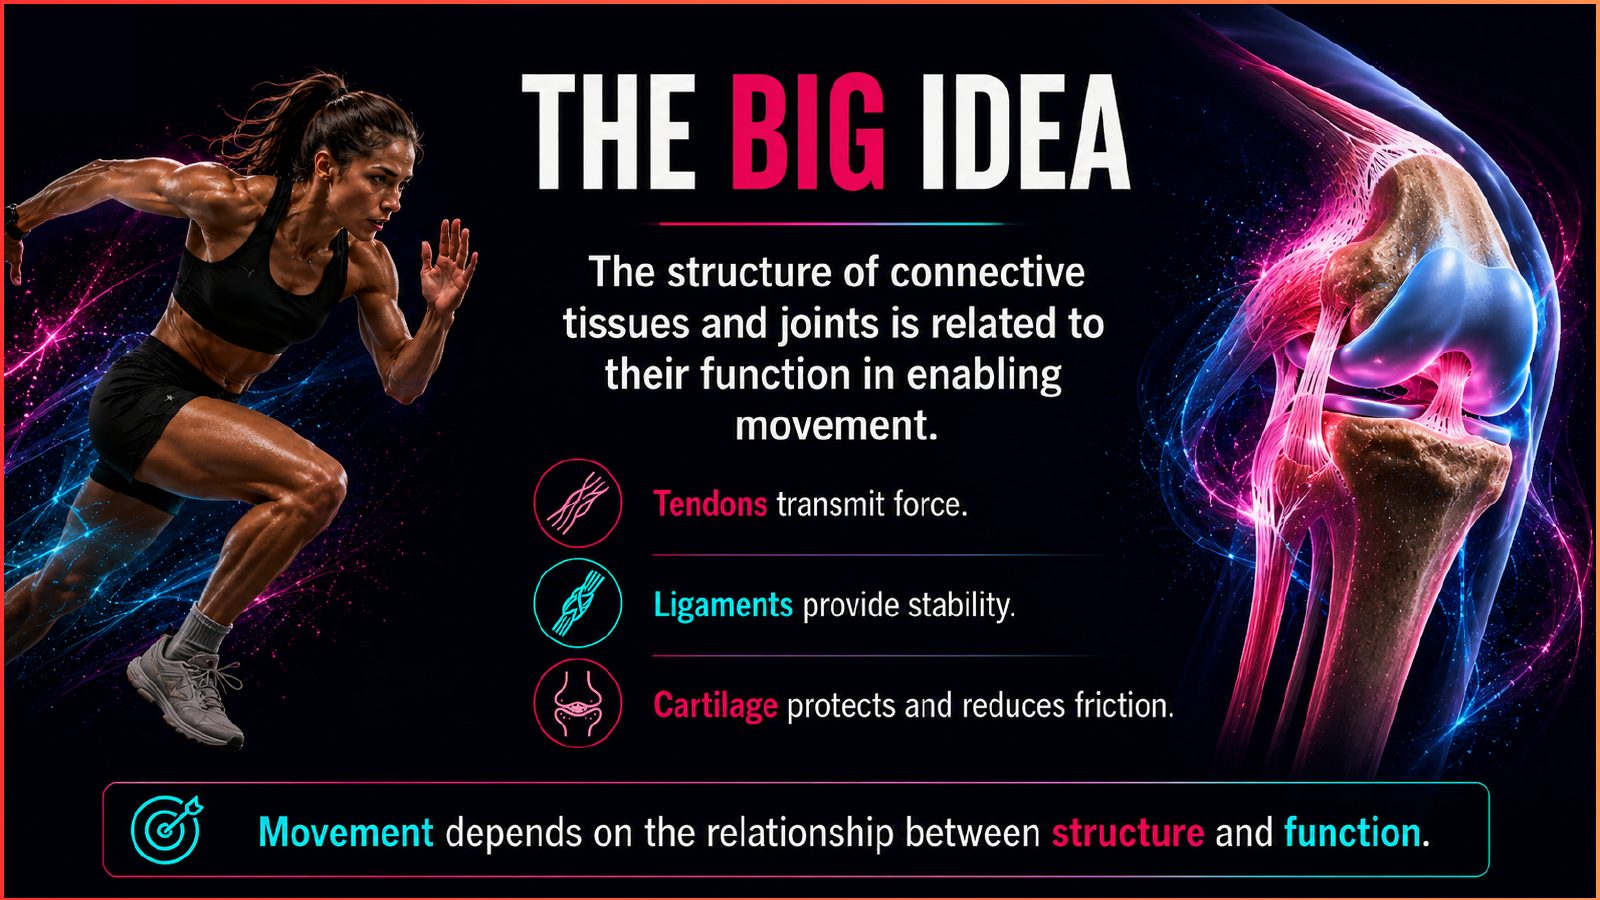 THE BIG IDEA
The structure of connective
tissues and joints is related to
their function in enabling
movement.
Tendons transmit force.
Ligaments provide stability.
Cartilage protects and reduces friction.
Movement depends on the relationship between structure and function.